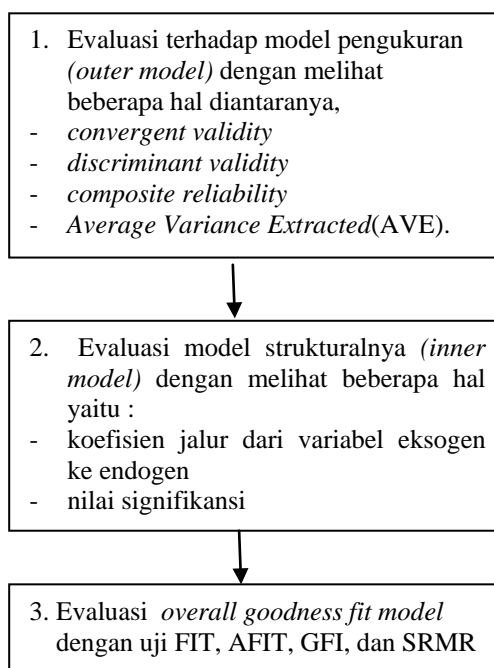 1. Evaluasi terhadap model pengukuran
(outer model) dengan melihat
beberapa hal diantaranya,
- convergent validity
- discriminant validity
- composite reliability
- Average Variance Extracted(AVE).
2. Evaluasi model strukturalnya (inner
model) dengan melihat beberapa hal
yaitu :
- koefisien jalur dari variabel eksogen
ke endogen
- nilai signifikansi
3. Evaluasi overall goodness fit model
dengan uji FIT, AFIT, GFI, dan SRMR